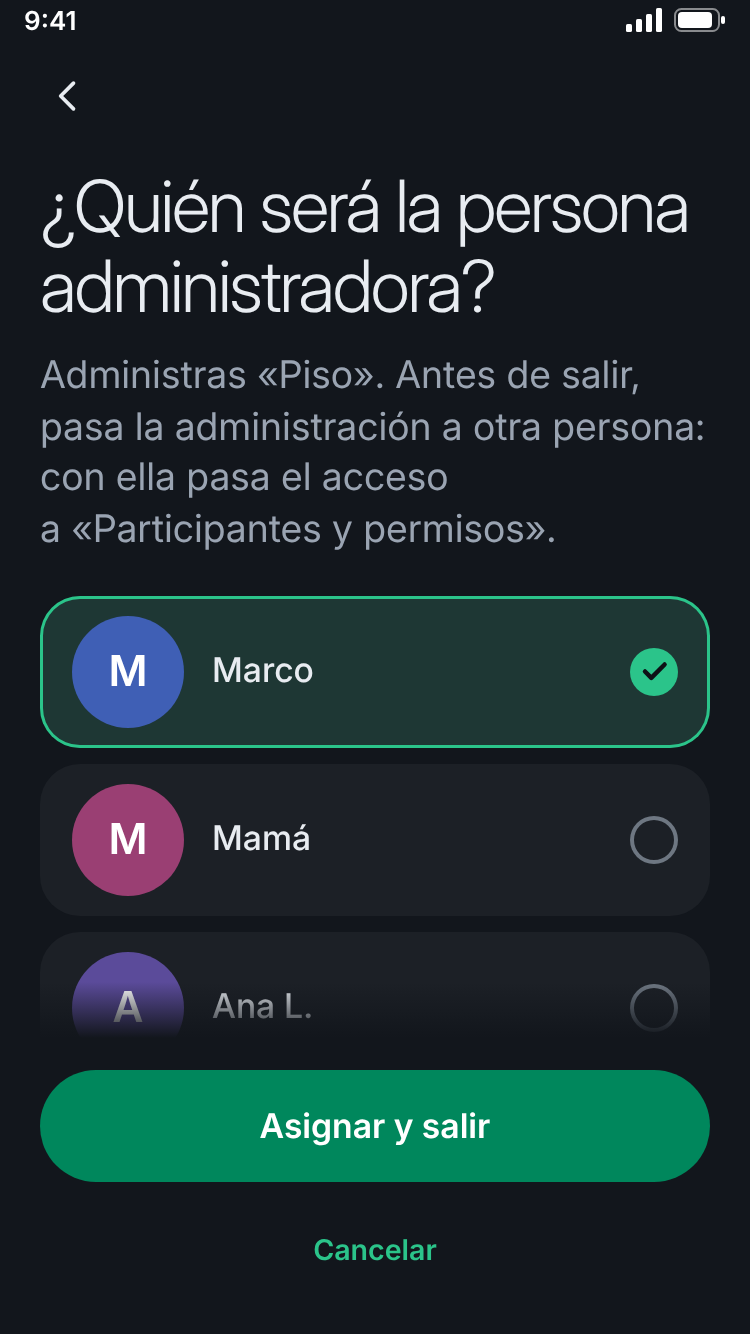 9:41
¿Quién será la persona
administradora?
Administras «Piso». Antes de salir,
pasa la administración a otra persona:
con ella pasa el acceso
a «Participantes y permisos».
M Marco
M Mamá
A Ana L.
Asignar y salir
Cancelar